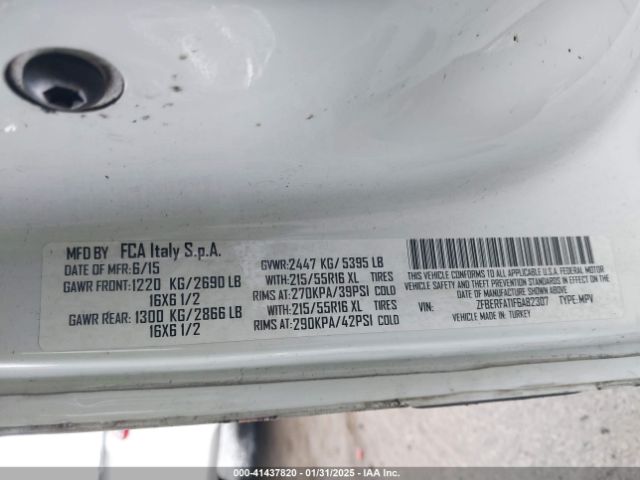 MFD BY FCA Italy S.p.A.
DATE OF MFR: 6/15
GAWR FRONT: 1220 KG/2690 LB
16X6 1/2
GAWR REAR: 1300 KG/2866 LB
16X6 1/2
GVWR: 2447 KG/ 5395 LB
WITH: 215/55R16 XL TIRES
RIMS AT: 270KPA/39PSI COLD
WITH: 215/55R16 XL TIRES
RIMS AT: 290KPA/42PSI COLD
THIS VEHICLE CONFORMS TO ALL APPLICABLE U.S.A. FEDERAL MOTOR
VEHICLE SAFETY, BUMPER, AND THEFT PREVENTION STANDARDS IN EFFECT
ON THE DATE OF MANUFACTURE SHOWN ABOVE.
VIN: ZFBERFAT1F6A82307 TYPE: MPV
VEHICLE MADE IN: TURKEY
000-41437820 - 01/31/2025 - IAA Inc.